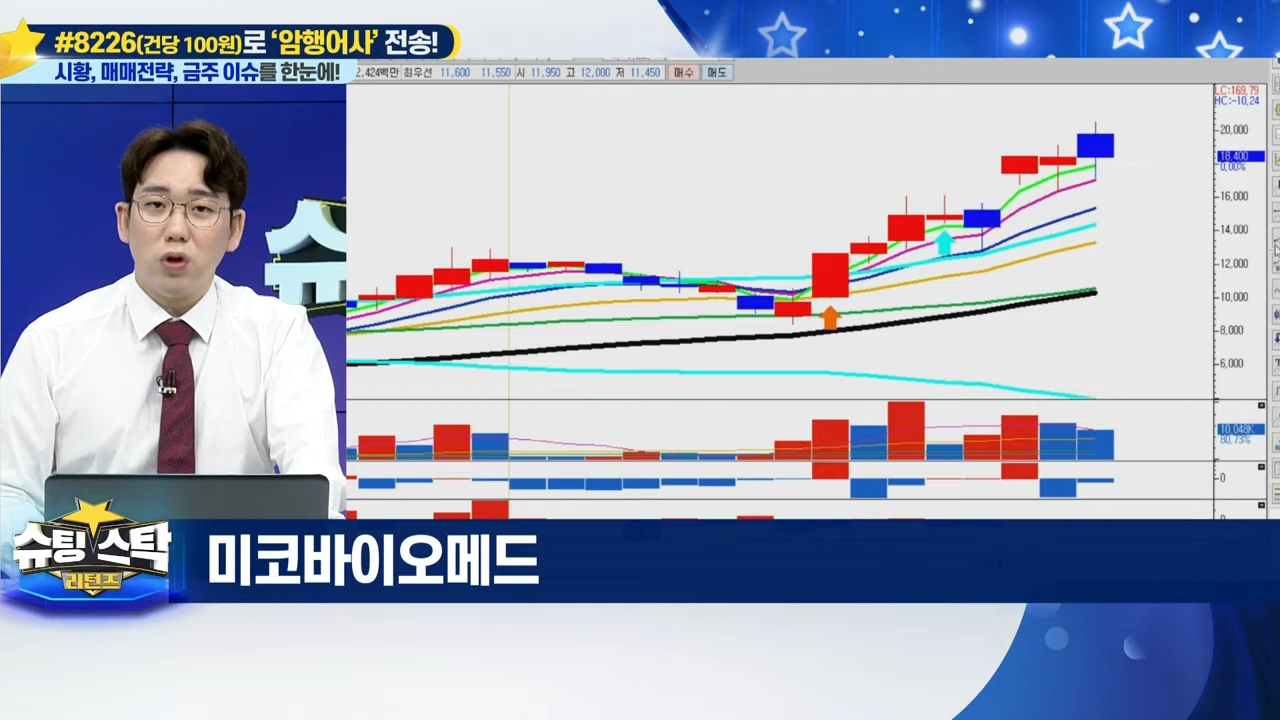 #8226(건당 100원)로 '암행어사' 전송!
시황, 매매전략, 금주 이슈를 한눈에!
2,424백만 최우선 11,600 11,550 시 11,950 고 12,000 저 11,450 매수 매도
LC:169,79
HC:-10,24
20,000
18,400
0,00%
16,000
14,000
12,000
10,000
8,000
6,000
10,048K
80,73%
0
0
슈
슈팅 스탁
리턴즈
미코바이오메드